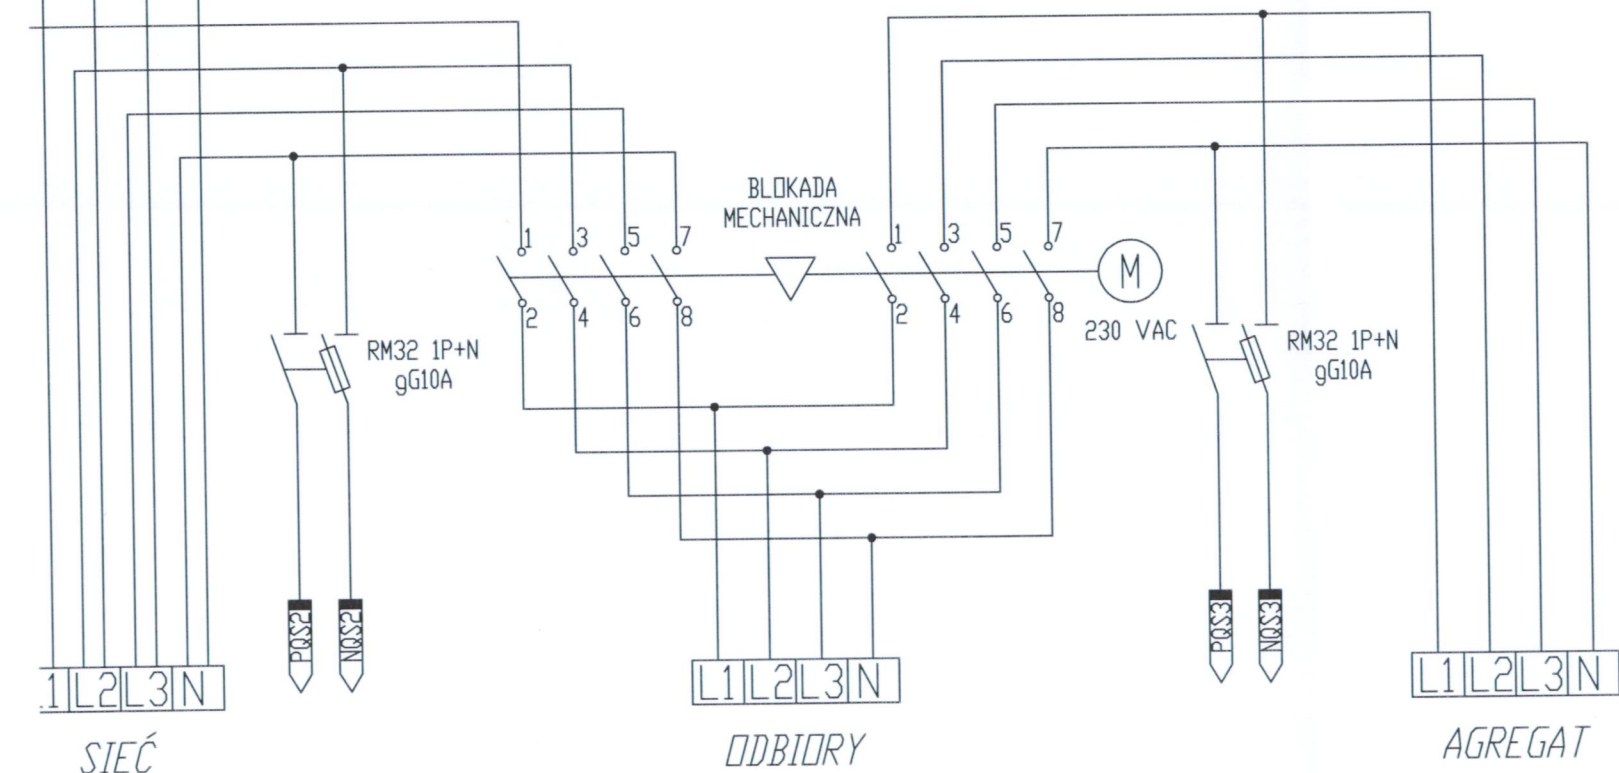 BLOKADA
MECHANICZNA
1 3 5 7
1 3 5 7
M
2 4 6 8
2 4 6 8
230 VAC
RM32 1P+N
gG10A
RM32 1P+N
gG10A
PQS2
NQS2
PQS3
NQS3
1 L2 L3 N
L1 L2 L3 N
L1 L2 L3 N
SIEĆ
ODBIORY
AGREGAT